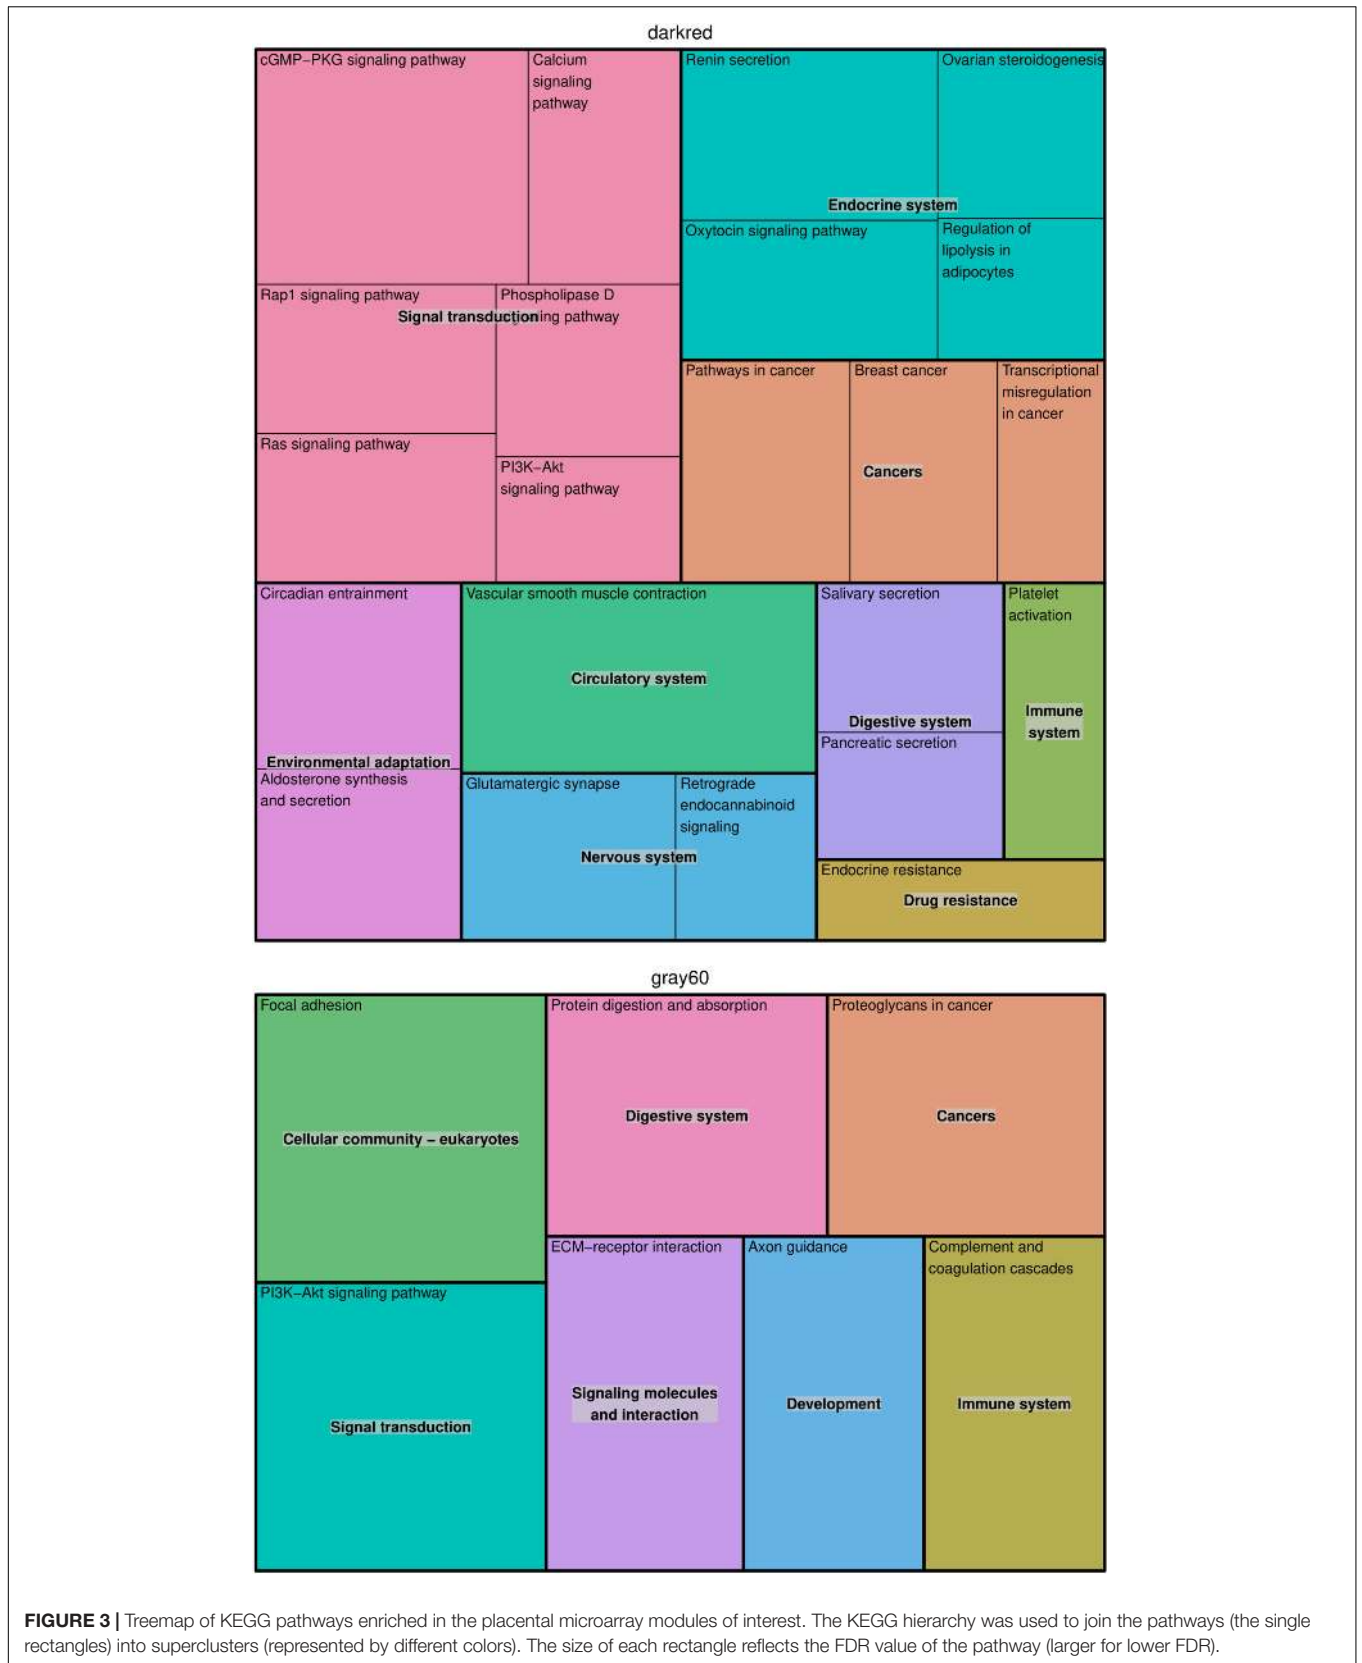 darkred
cGMP−PKG signaling pathway
Calcium
signaling
pathway
Renin secretion
Ovarian steroidogenesis
Endocrine system
Oxytocin signaling pathway
Regulation of
lipolysis in
adipocytes
Rap1 signaling pathway
Phospholipase D
Signal transduction
pathway
Ras signaling pathway
PI3K−Akt
signaling pathway
Pathways in cancer
Breast cancer
Transcriptional
misregulation
in cancer
Cancers
Circadian entrainment
Environmental adaptation
Aldosterone synthesis
and secretion
Vascular smooth muscle contraction
Circulatory system
Glutamatergic synapse
Retrograde
endocannabinoid
signaling
Nervous system
Salivary secretion
Digestive system
Pancreatic secretion
Platelet
activation
Immune
system
Endocrine resistance
Drug resistance
gray60
Focal adhesion
Cellular community − eukaryotes
Protein digestion and absorption
Digestive system
Proteoglycans in cancer
Cancers
PI3K−Akt signaling pathway
Signal transduction
ECM−receptor interaction
Signaling molecules
and interaction
Axon guidance
Development
Complement and
coagulation cascades
Immune system
FIGURE 3 | Treemap of KEGG pathways enriched in the placental microarray modules of interest. The KEGG hierarchy was used to join the pathways (the single
rectangles) into superclusters (represented by different colors). The size of each rectangle reflects the FDR value of the pathway (larger for lower FDR).